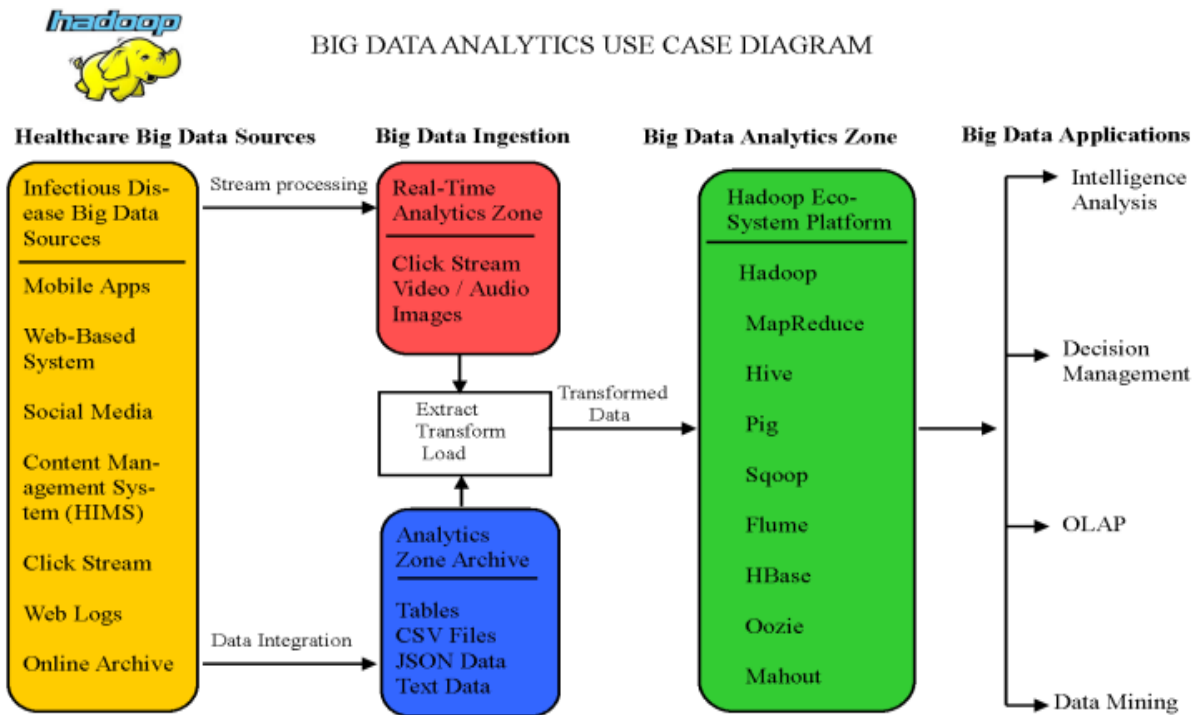 hadoop
BIG DATA ANALYTICS USE CASE DIAGRAM
Healthcare Big Data Sources
Infectious Dis-
ease Big Data
Sources
Mobile Apps
Web-Based
System
Social Media
Content Man-
agement Sys-
tem (HIMS)
Click Stream
Web Logs
Online Archive
Stream processing
Data Integration
Big Data Ingestion
Real-Time
Analytics Zone
Click Stream
Video / Audio
Images
Extract
Transform
Load
Analytics
Zone Archive
Tables
CSV Files
JSON Data
Text Data
Transformed
Data
Big Data Analytics Zone
Hadoop Eco-
System Platform
Hadoop
MapReduce
Hive
Pig
Sqoop
Flume
HBase
Oozie
Mahout
Big Data Applications
Intelligence
Analysis
Decision
Management
OLAP
Data Mining